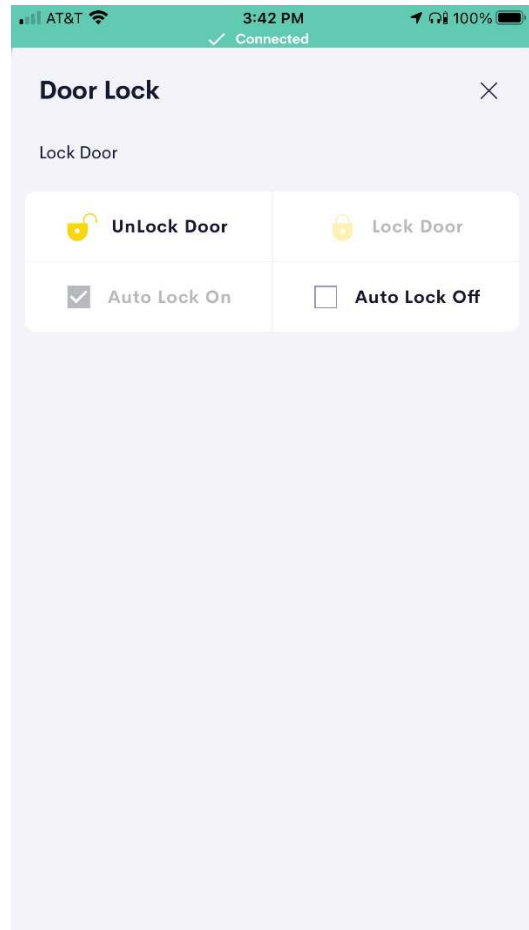 AT&T 3:42 PM 100%
Connected
Door Lock
Lock Door
UnLock Door Lock Door
Auto Lock On Auto Lock Off